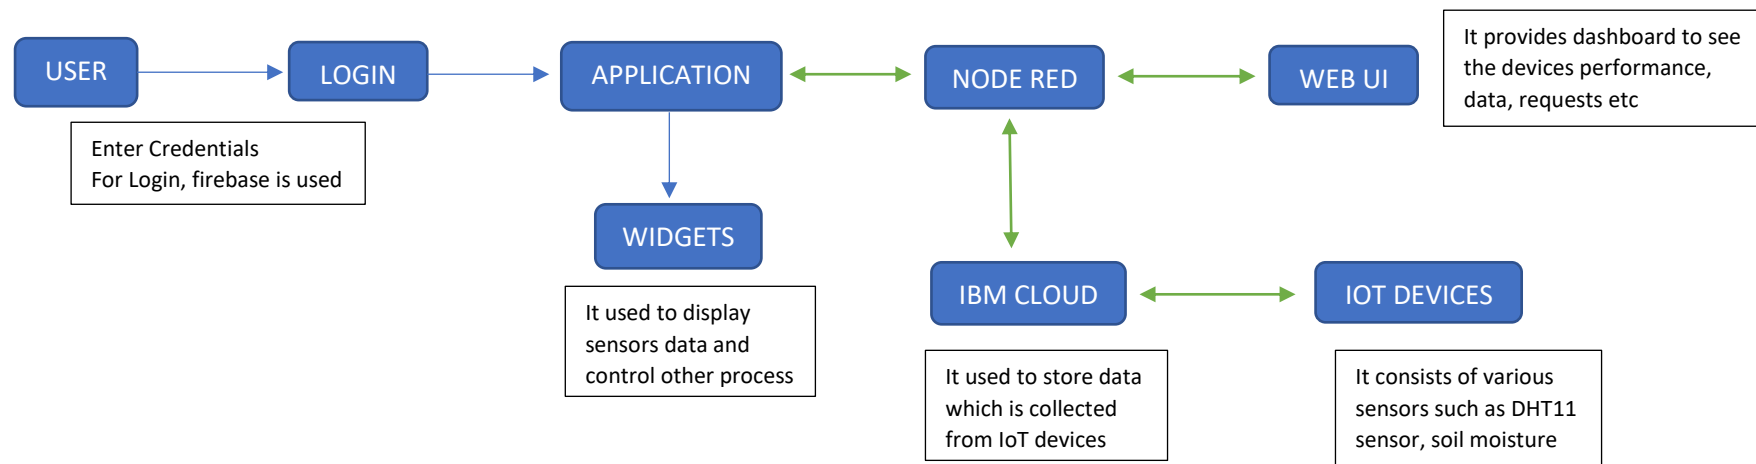 USER
LOGIN
APPLICATION
NODE RED
WEB UI
It provides dashboard to see
the devices performance,
data, requests etc
Enter Credentials
For Login, firebase is used
WIDGETS
It used to display
sensors data and
control other process
IBM CLOUD
IOT DEVICES
It used to store data
which is collected
from IoT devices
It consists of various
sensors such as DHT11
sensor, soil moisture